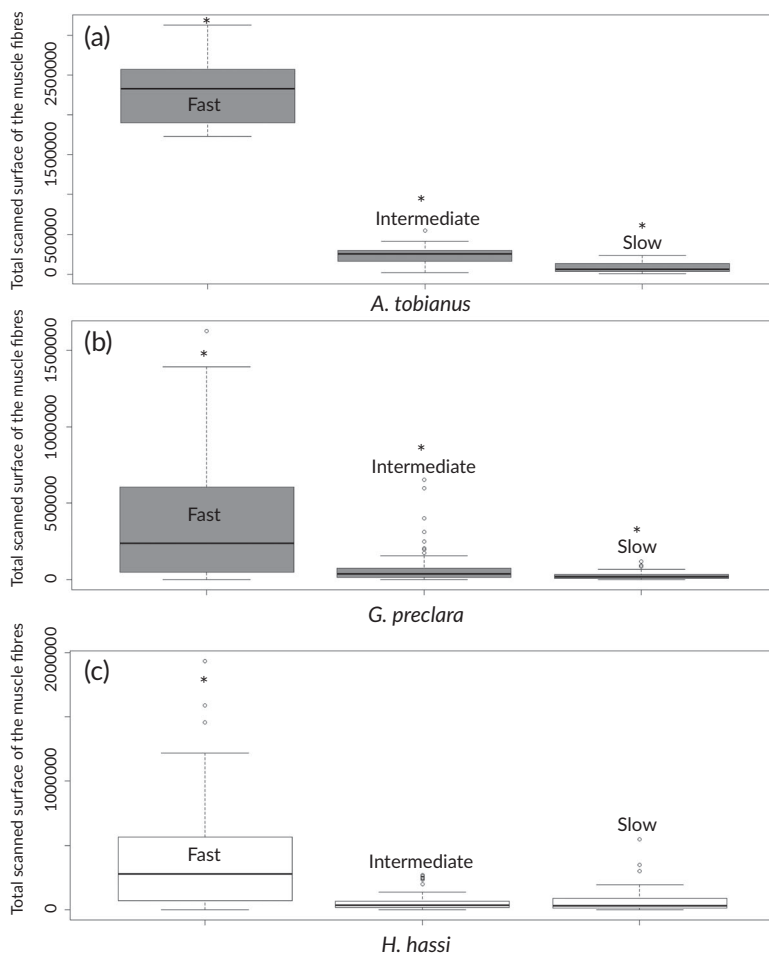 (a)
Total scanned surface of the muscle fibres
2500000
1500000
0 500000
*
Fast
*
Intermediate
*
Slow
A. tobianus
(b)
Total scanned surface of the muscle fibres
1500000
1000000
500000
0
*
Fast
*
Intermediate
*
Slow
G. preclara
(c)
Total scanned surface of the muscle fibres
2000000
1000000
0
*
Fast
Intermediate
Slow
H. hassi